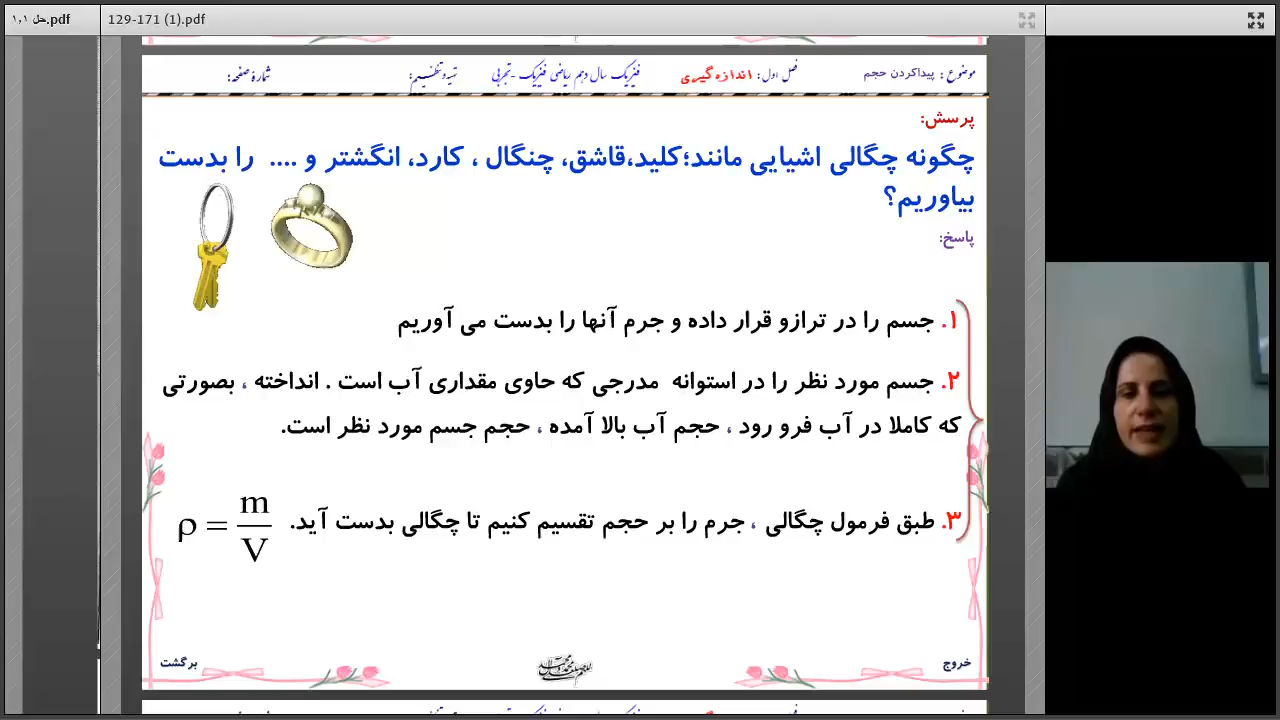 حل ۱٫۱.pdf
129-171 (1).pdf
موضوع : پیداکردن حجم
فصل اول: اندازه گیری
فیزیک سال دهم ریاضی فیزیک -تجربی
تهیه و تنظیم:
شمارهٔ صفحه:
پرسش:
چگونه چگالی اشیایی مانند؛کلید،قاشق، چنگال ، کارد، انگشتر و .... را بدست
بیاوریم؟
پاسخ:
۱. جسم را در ترازو قرار داده و جرم آنها را بدست می آوریم
۲. جسم مورد نظر را در استوانه مدرجی که حاوی مقداری آب است . انداخته ، بصورتی
که کاملا در آب فرو رود ، حجم آب بالا آمده ، حجم جسم مورد نظر است.
۳. طبق فرمول چگالی ، جرم را بر حجم تقسیم کنیم تا چگالی بدست آید.
ρ = m/V
خروج
برگشت